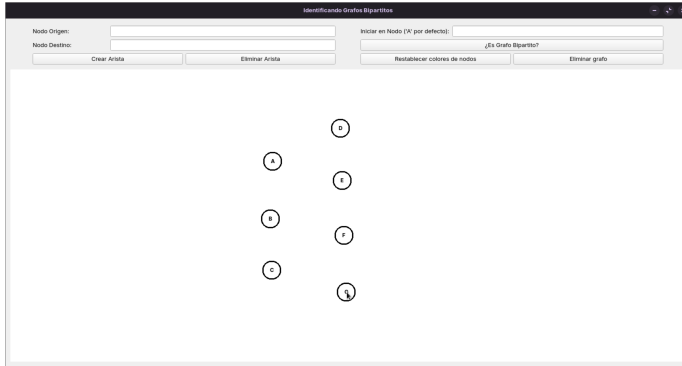 Identificando Grafos Bipartitos
Nodo Origen:
Iniciar en Nodo ('A' por defecto):
Nodo Destino:
¿Es Grafo Bipartito?
Crear Arista
Eliminar Arista
Restablecer colores de nodos
Eliminar grafo
D
A
E
B
F
C